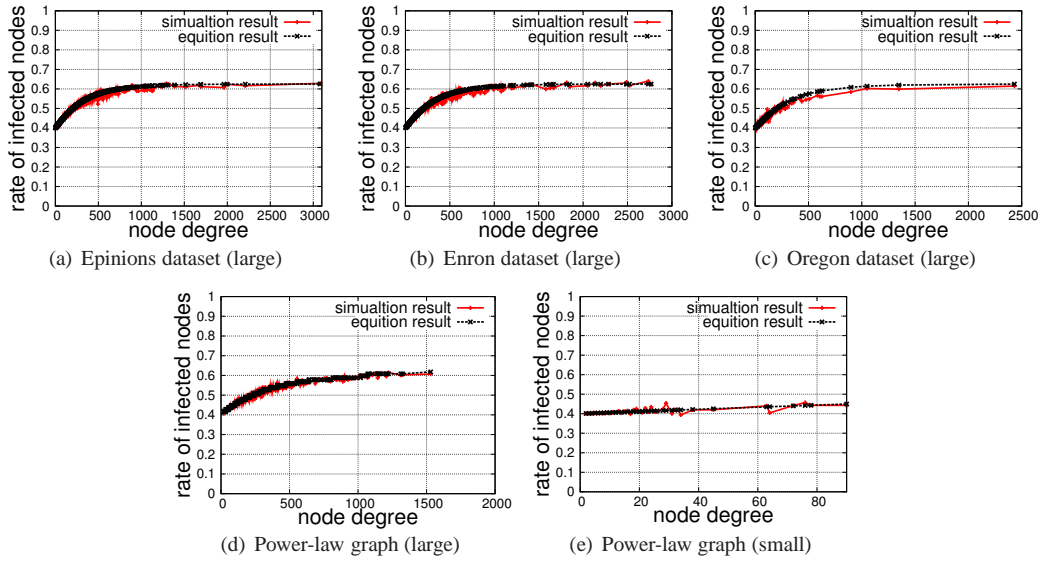 simualtion result
equition result
rate of infected nodes
1
0.9
0.8
0.7
0.6
0.5
0.4
0.3
0.2
0.1
0
0 500 1000 1500 2000 2500 3000
node degree
(a) Epinions dataset (large)
simualtion result
equition result
rate of infected nodes
1
0.9
0.8
0.7
0.6
0.5
0.4
0.3
0.2
0.1
0
0 500 1000 1500 2000 2500 3000
node degree
(b) Enron dataset (large)
simualtion result
equition result
rate of infected nodes
1
0.9
0.8
0.7
0.6
0.5
0.4
0.3
0.2
0.1
0
0 500 1000 1500 2000 2500
node degree
(c) Oregon dataset (large)
simualtion result
equition result
rate of infected nodes
1
0.9
0.8
0.7
0.6
0.5
0.4
0.3
0.2
0.1
0
0 500 1000 1500 2000
node degree
(d) Power-law graph (large)
simualtion result
equition result
rate of infected nodes
1
0.9
0.8
0.7
0.6
0.5
0.4
0.3
0.2
0.1
0
0 20 40 60 80
node degree
(e) Power-law graph (small)